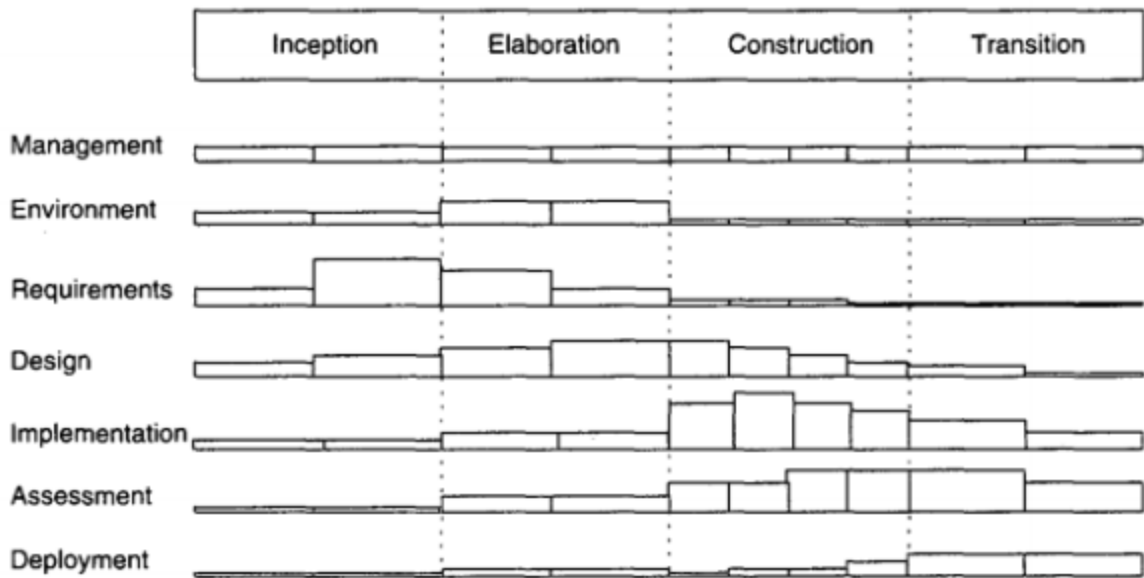 Inception Elaboration Construction Transition
Management
Environment
Requirements
Design
Implementation
Assessment
Deployment